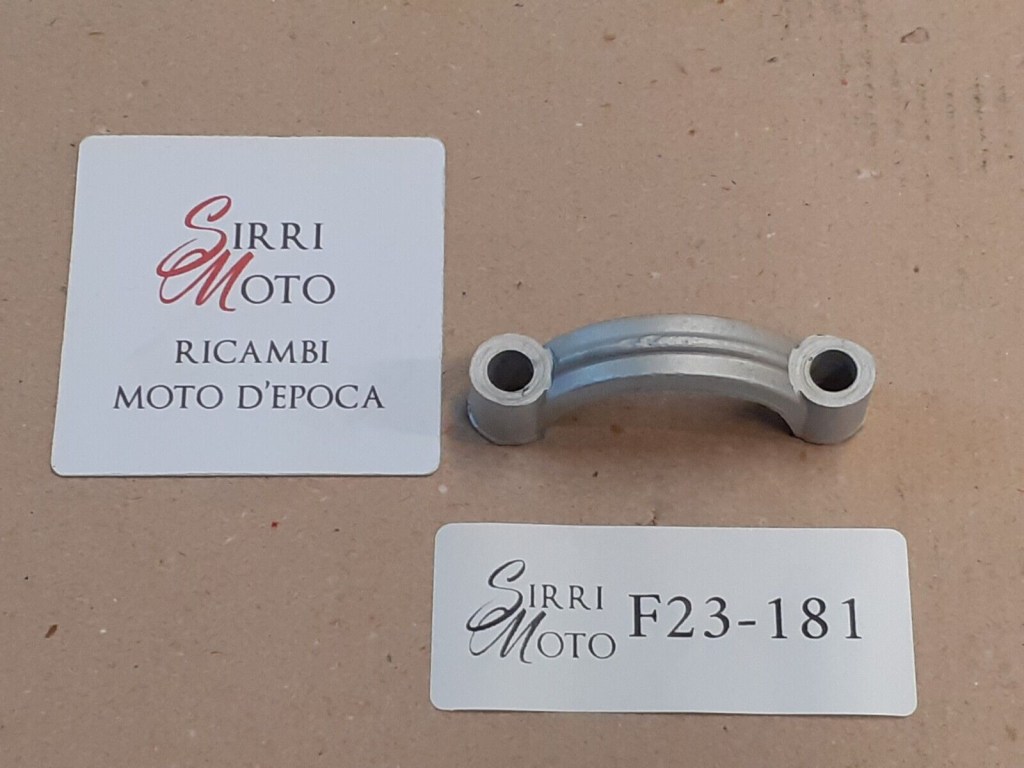 SIRRI
MOTO
RICAMBI
MOTO D'EPOCA
SIRRI
MOTO
F23-181